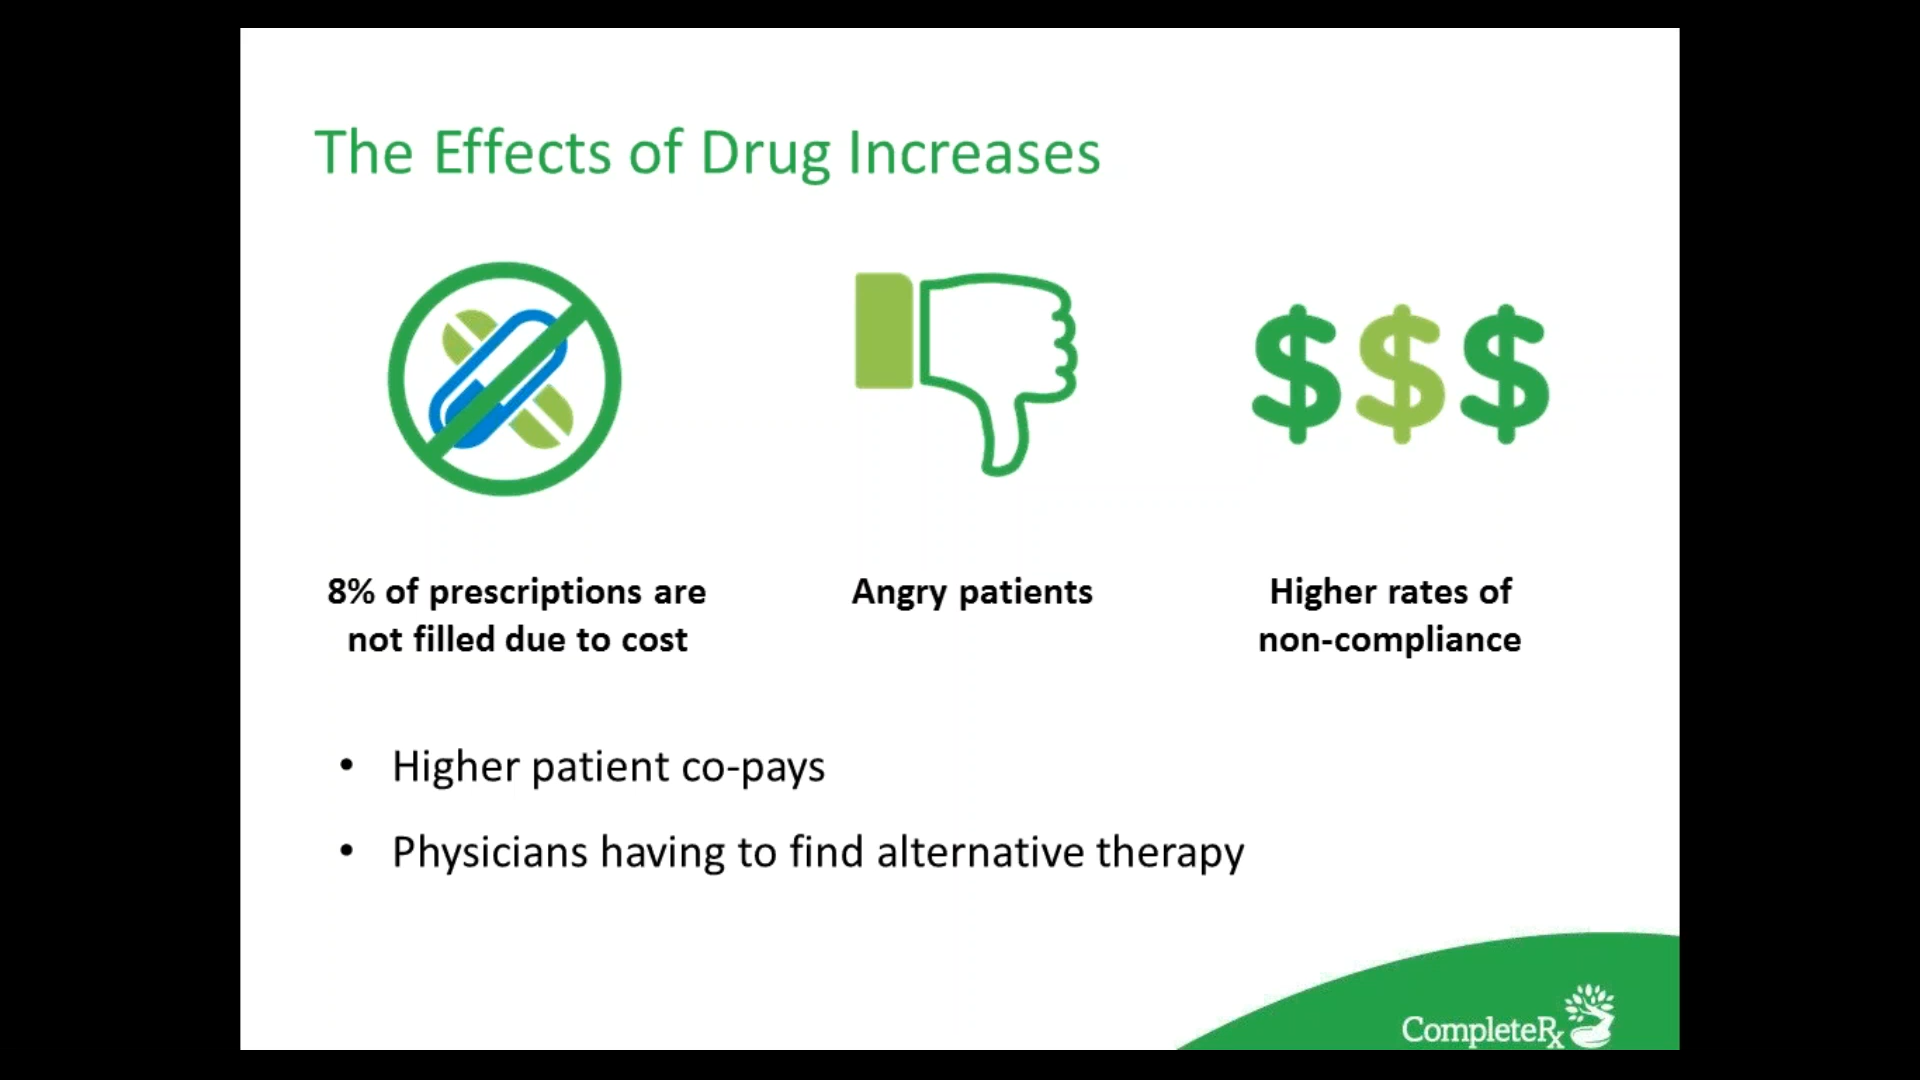 The Effects of Drug Increases
$$$
8% of prescriptions are
not filled due to cost
Angry patients
Higher rates of
non-compliance
• Higher patient co-pays
• Physicians having to find alternative therapy
CompleteRx